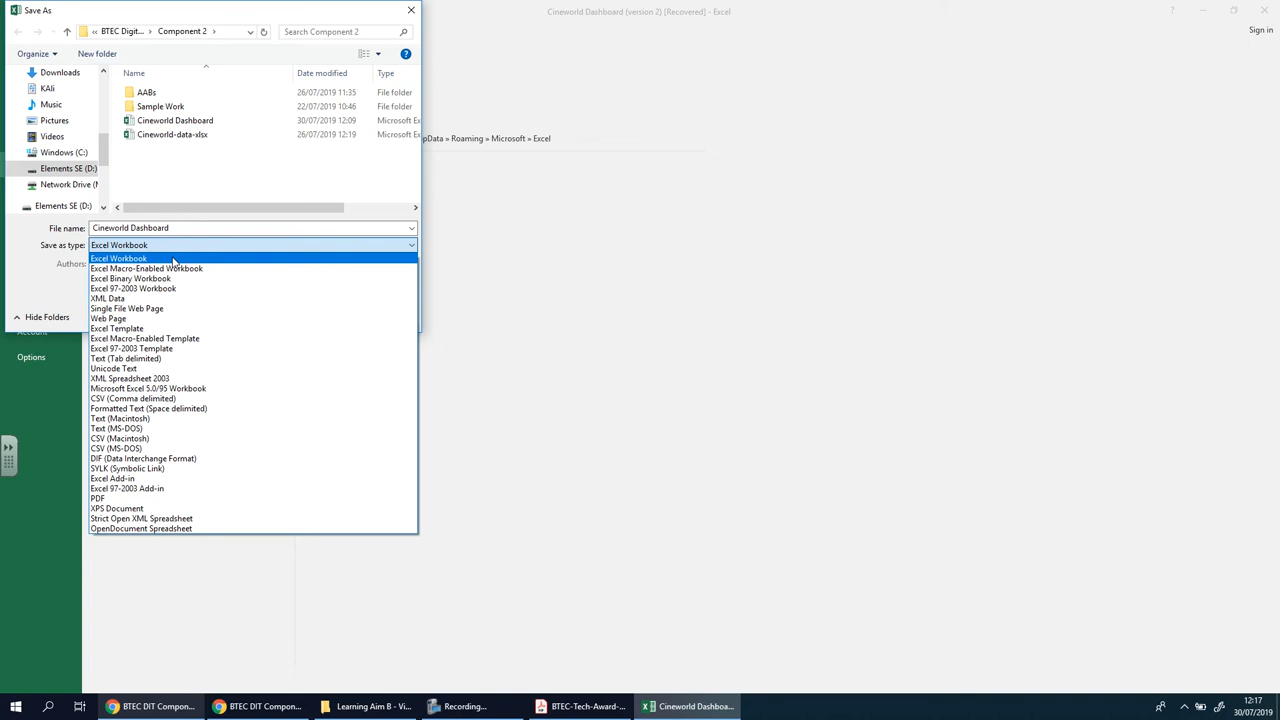 Save As
Cineworld Dashboard (version 2) [Recovered] - Excel
Sign in
« BTEC Digit... › Component 2 ›
Search Component 2
Organize
New folder
Name
Date modified
Type
Downloads
KAli
Music
Pictures
Videos
Windows (C:)
Elements SE (D:)
Network Drive (
Elements SE (D:)
AABs 26/07/2019 11:35 File folder
Sample Work 22/07/2019 10:46 File folder
Cineworld Dashboard 30/07/2019 12:09 Microsoft Ex
Cineworld-data-xlsx 26/07/2019 12:19 Microsoft Ex
pData » Roaming » Microsoft » Excel
File name: Cineworld Dashboard
Save as type: Excel Workbook
Authors:
Hide Folders
Account
Options
Excel Workbook
Excel Macro-Enabled Workbook
Excel Binary Workbook
Excel 97-2003 Workbook
XML Data
Single File Web Page
Web Page
Excel Template
Excel Macro-Enabled Template
Excel 97-2003 Template
Text (Tab delimited)
Unicode Text
XML Spreadsheet 2003
Microsoft Excel 5.0/95 Workbook
CSV (Comma delimited)
Formatted Text (Space delimited)
Text (Macintosh)
Text (MS-DOS)
CSV (Macintosh)
CSV (MS-DOS)
DIF (Data Interchange Format)
SYLK (Symbolic Link)
Excel Add-in
Excel 97-2003 Add-in
PDF
XPS Document
Strict Open XML Spreadsheet
OpenDocument Spreadsheet
BTEC DIT Compon...
BTEC DIT Compon...
Learning Aim B - Vi...
Recording...
BTEC-Tech-Award-...
Cineworld Dashboa...
12:17
30/07/2019